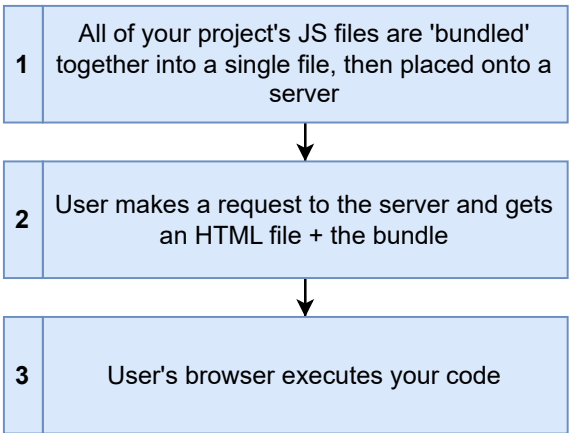 1
All of your project's JS files are 'bundled'
together into a single file, then placed onto a
server
2
User makes a request to the server and gets
an HTML file + the bundle
3
User's browser executes your code